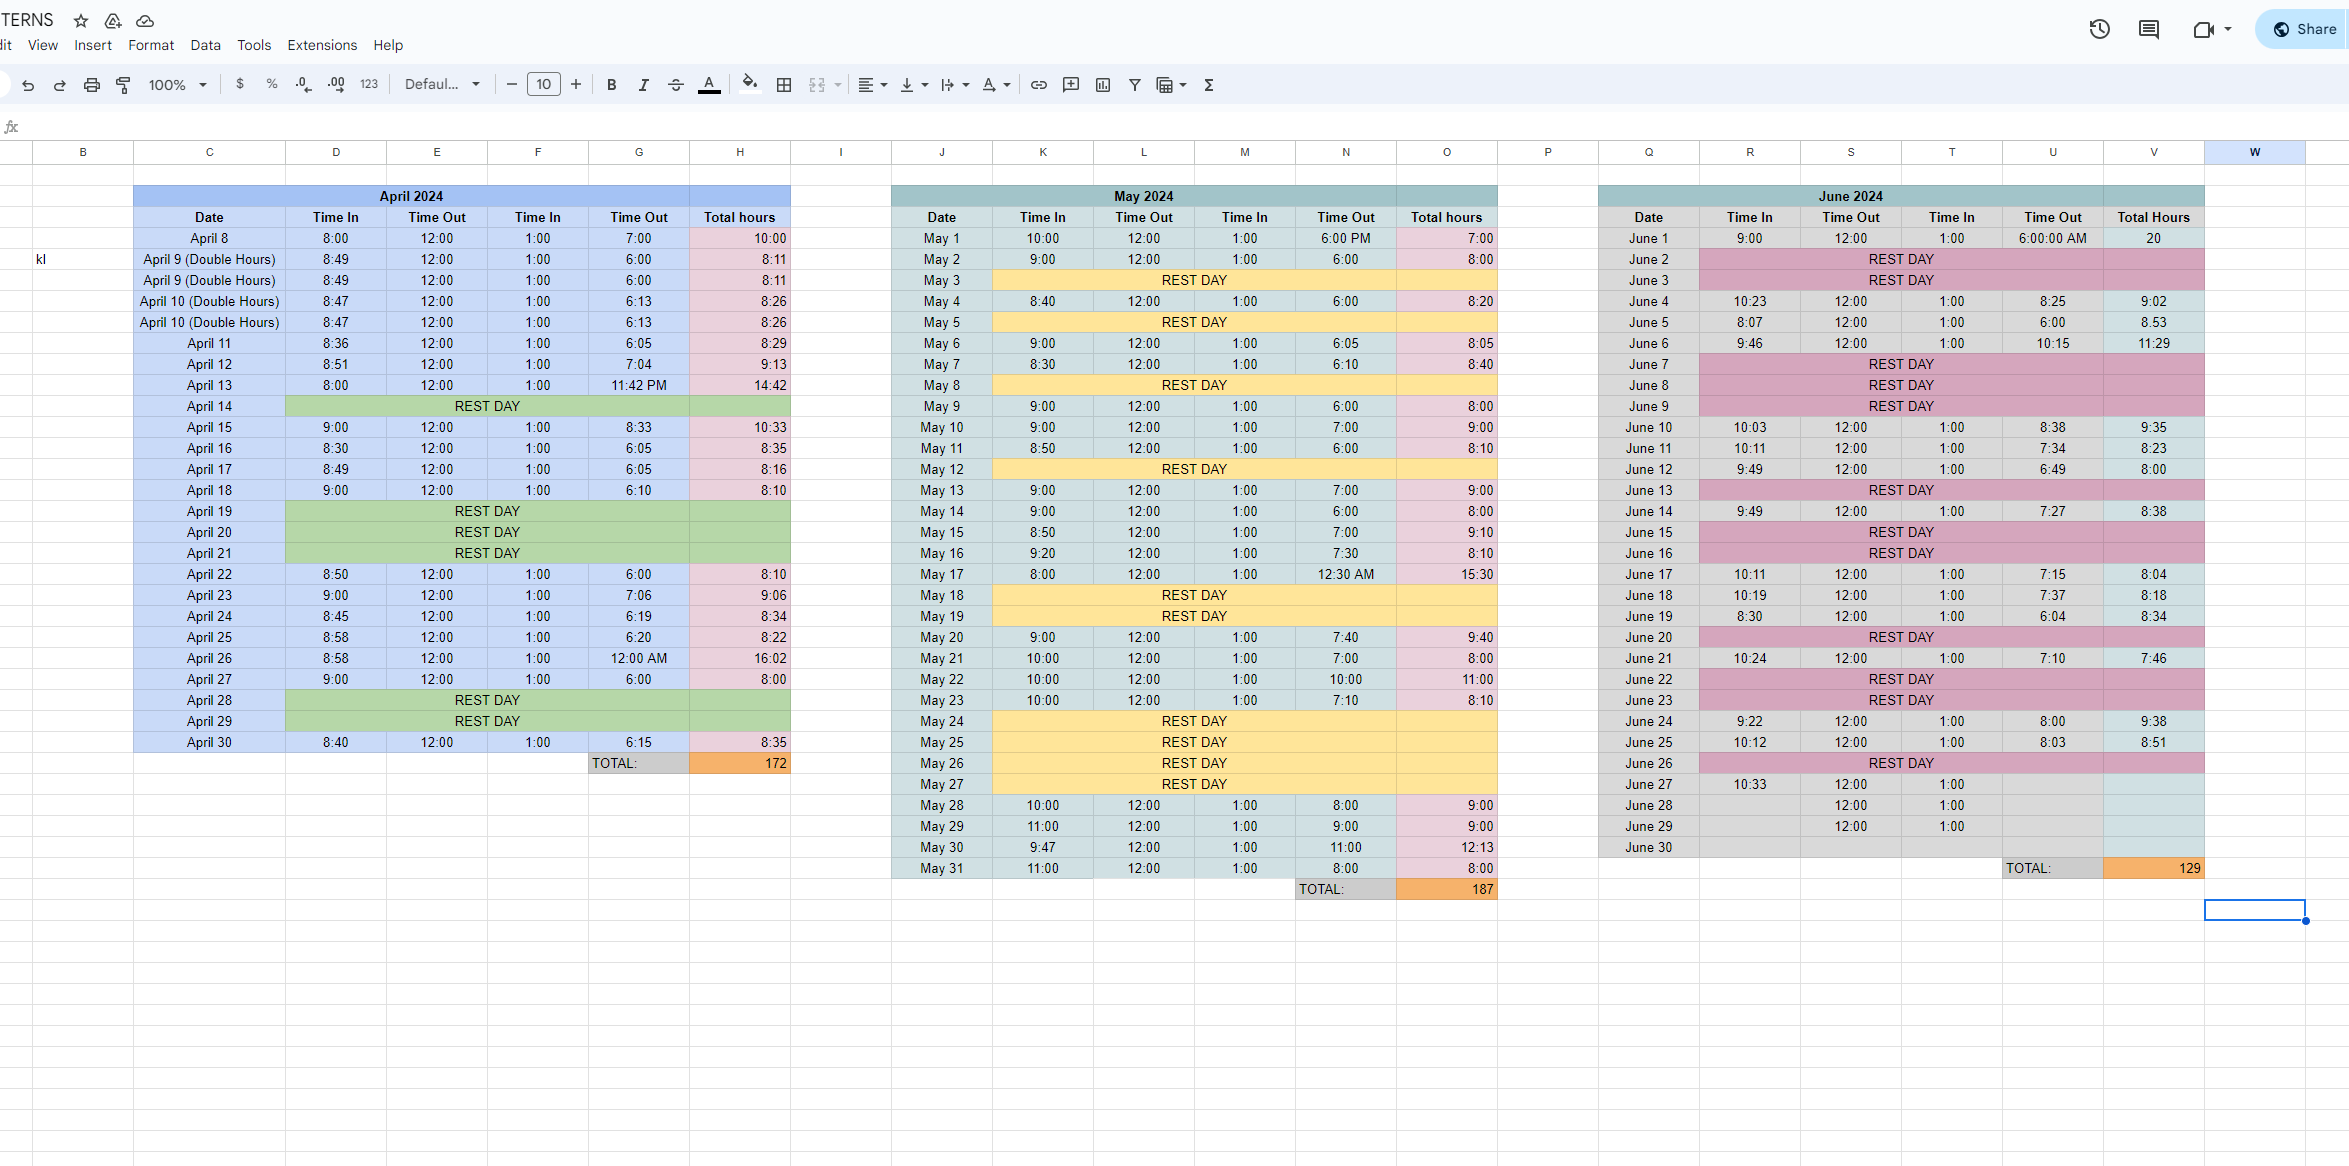 TERNS
dit View Insert Format Data Tools Extensions Help
Share
100% $ % .0 .00 123 Defaul... 10 B I A
fx
B C D E F G H I J K L M N O P Q R S T U V W
April 2024 May 2024 June 2024
Date Time In Time Out Time In Time Out Total hours Date Time In Time Out Time In Time Out Total hours Date Time In Time Out Time In Time Out Total Hours
April 8 8:00 12:00 1:00 7:00 10:00 May 1 10:00 12:00 1:00 6:00 PM 7:00 June 1 9:00 12:00 1:00 6:00:00 AM 20
kl April 9 (Double Hours) 8:49 12:00 1:00 6:00 8:11 May 2 9:00 12:00 1:00 6:00 8:00 June 2 REST DAY
April 9 (Double Hours) 8:49 12:00 1:00 6:00 8:11 May 3 REST DAY June 3 REST DAY
April 10 (Double Hours) 8:47 12:00 1:00 6:13 8:26 May 4 8:40 12:00 1:00 6:00 8:20 June 4 10:23 12:00 1:00 8:25 9:02
April 10 (Double Hours) 8:47 12:00 1:00 6:13 8:26 May 5 REST DAY June 5 8:07 12:00 1:00 6:00 8.53
April 11 8:36 12:00 1:00 6:05 8:29 May 6 9:00 12:00 1:00 6:05 8:05 June 6 9:46 12:00 1:00 10:15 11:29
April 12 8:51 12:00 1:00 7:04 9:13 May 7 8:30 12:00 1:00 6:10 8:40 June 7 REST DAY
April 13 8:00 12:00 1:00 11:42 PM 14:42 May 8 REST DAY June 8 REST DAY
April 14 REST DAY May 9 9:00 12:00 1:00 6:00 8:00 June 9 REST DAY
April 15 9:00 12:00 1:00 8:33 10:33 May 10 9:00 12:00 1:00 7:00 9:00 June 10 10:03 12:00 1:00 8:38 9:35
April 16 8:30 12:00 1:00 6:05 8:35 May 11 8:50 12:00 1:00 6:00 8:10 June 11 10:11 12:00 1:00 7:34 8:23
April 17 8:49 12:00 1:00 6:05 8:16 May 12 REST DAY June 12 9:49 12:00 1:00 6:49 8:00
April 18 9:00 12:00 1:00 6:10 8:10 May 13 9:00 12:00 1:00 7:00 9:00 June 13 REST DAY
April 19 REST DAY May 14 9:00 12:00 1:00 6:00 8:00 June 14 9:49 12:00 1:00 7:27 8:38
April 20 REST DAY May 15 8:50 12:00 1:00 7:00 9:10 June 15 REST DAY
April 21 REST DAY May 16 9:20 12:00 1:00 7:30 8:10 June 16 REST DAY
April 22 8:50 12:00 1:00 6:00 8:10 May 17 8:00 12:00 1:00 12:30 AM 15:30 June 17 10:11 12:00 1:00 7:15 8:04
April 23 9:00 12:00 1:00 7:06 9:06 May 18 REST DAY June 18 10:19 12:00 1:00 7:37 8:18
April 24 8:45 12:00 1:00 6:19 8:34 May 19 REST DAY June 19 8:30 12:00 1:00 6:04 8:34
April 25 8:58 12:00 1:00 6:20 8:22 May 20 9:00 12:00 1:00 7:40 9:40 June 20 REST DAY
April 26 8:58 12:00 1:00 12:00 AM 16:02 May 21 10:00 12:00 1:00 7:00 8:00 June 21 10:24 12:00 1:00 7:10 7:46
April 27 9:00 12:00 1:00 6:00 8:00 May 22 10:00 12:00 1:00 10:00 11:00 June 22 REST DAY
April 28 REST DAY May 23 10:00 12:00 1:00 7:10 8:10 June 23 REST DAY
April 29 REST DAY May 24 REST DAY June 24 9:22 12:00 1:00 8:00 9:38
April 30 8:40 12:00 1:00 6:15 8:35 May 25 REST DAY June 25 10:12 12:00 1:00 8:03 8:51
TOTAL: 172 May 26 REST DAY June 26 REST DAY
May 27 REST DAY June 27 10:33 12:00 1:00
May 28 10:00 12:00 1:00 8:00 9:00 June 28 12:00 1:00
May 29 11:00 12:00 1:00 9:00 9:00 June 29 12:00 1:00
May 30 9:47 12:00 1:00 11:00 12:13 June 30
May 31 11:00 12:00 1:00 8:00 8:00 TOTAL: 129
TOTAL: 187